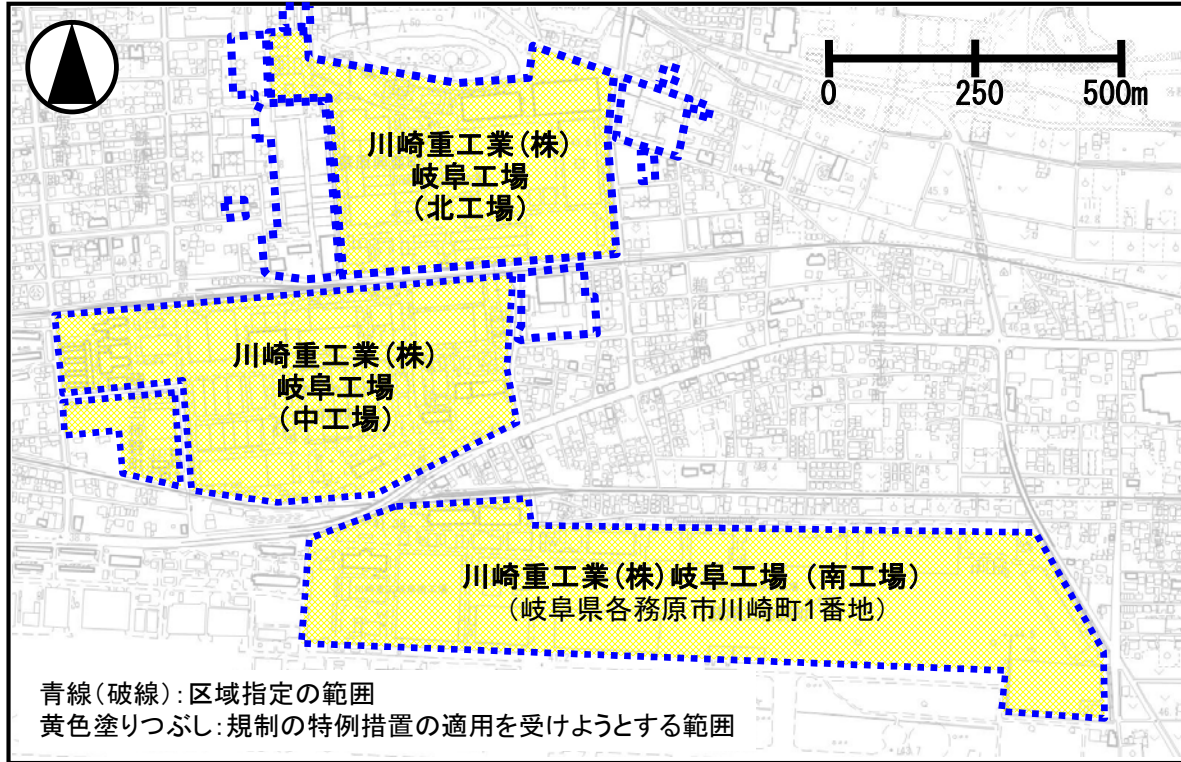 0 250 500m
川崎重工業(株)
岐阜工場
(北工場)
川崎重工業(株)
岐阜工場
(中工場)
川崎重工業(株)岐阜工場 (南工場)
(岐阜県各務原市川崎町1番地)
青線(破線):区域指定の範囲
黄色塗りつぶし:規制の特例措置の適用を受けようとする範囲